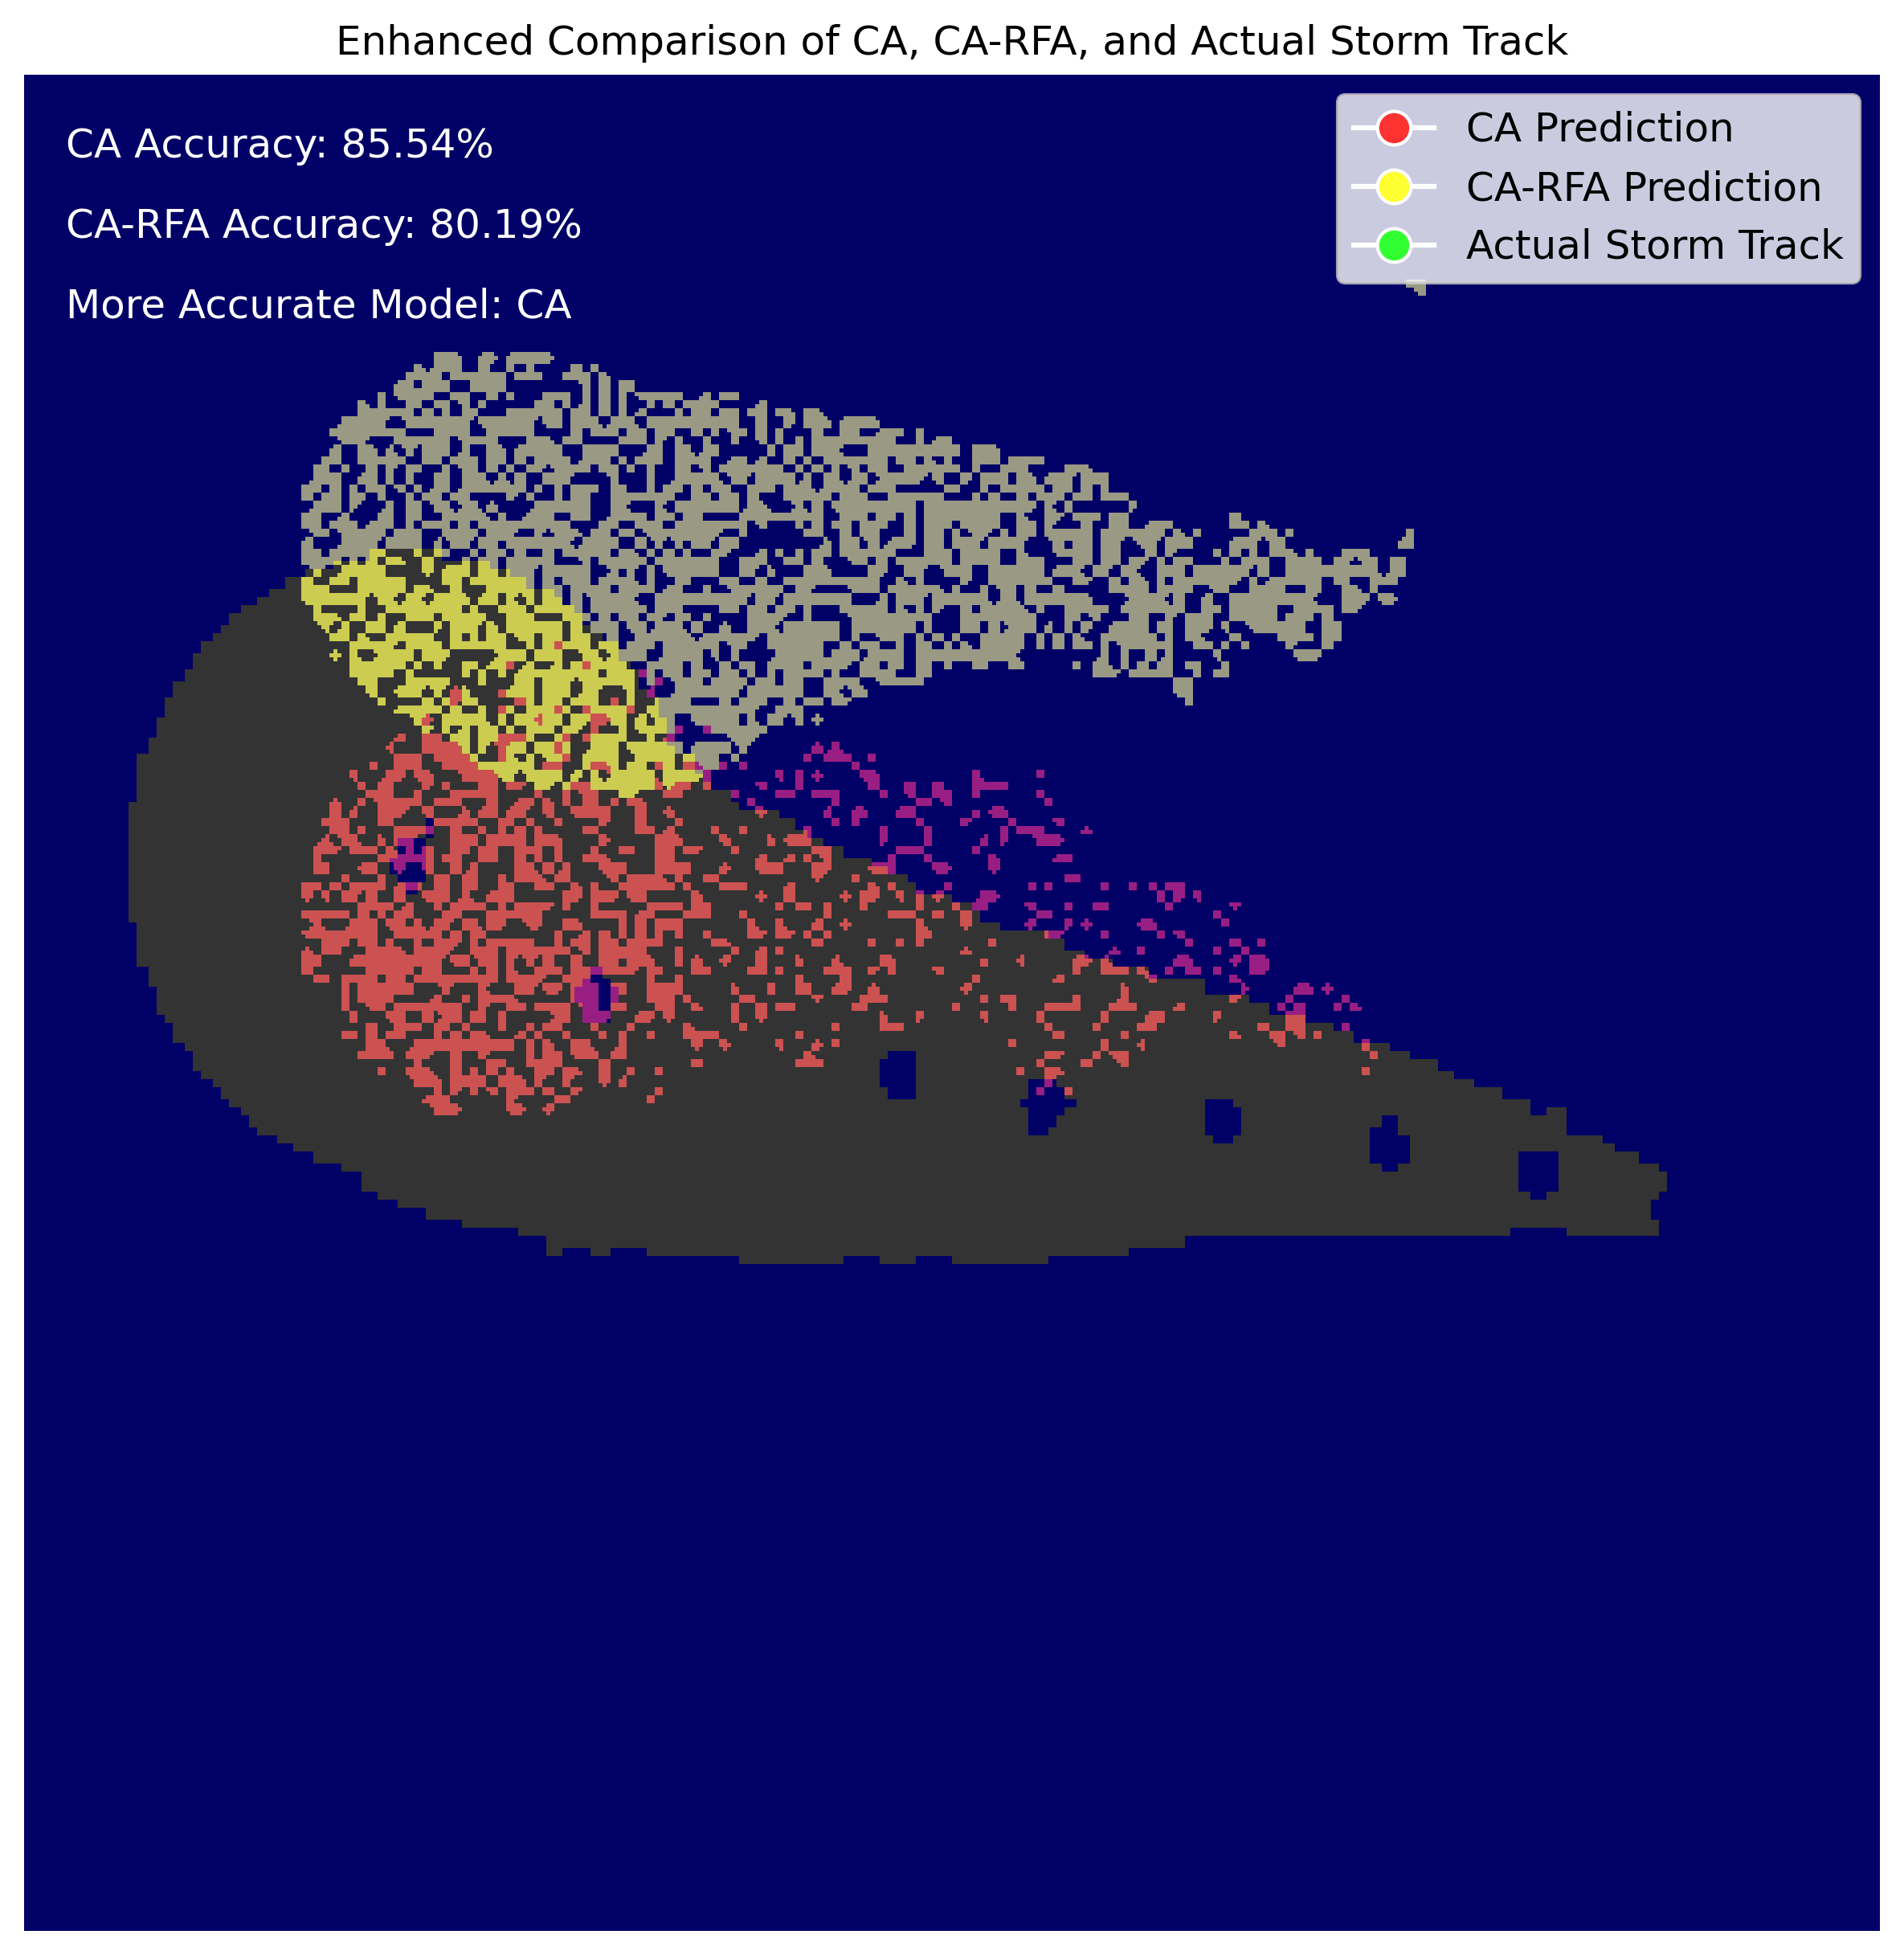 Enhanced Comparison of CA, CA-RFA, and Actual Storm Track
CA Accuracy: 85.54%
CA-RFA Accuracy: 80.19%
More Accurate Model: CA
CA Prediction
CA-RFA Prediction
Actual Storm Track